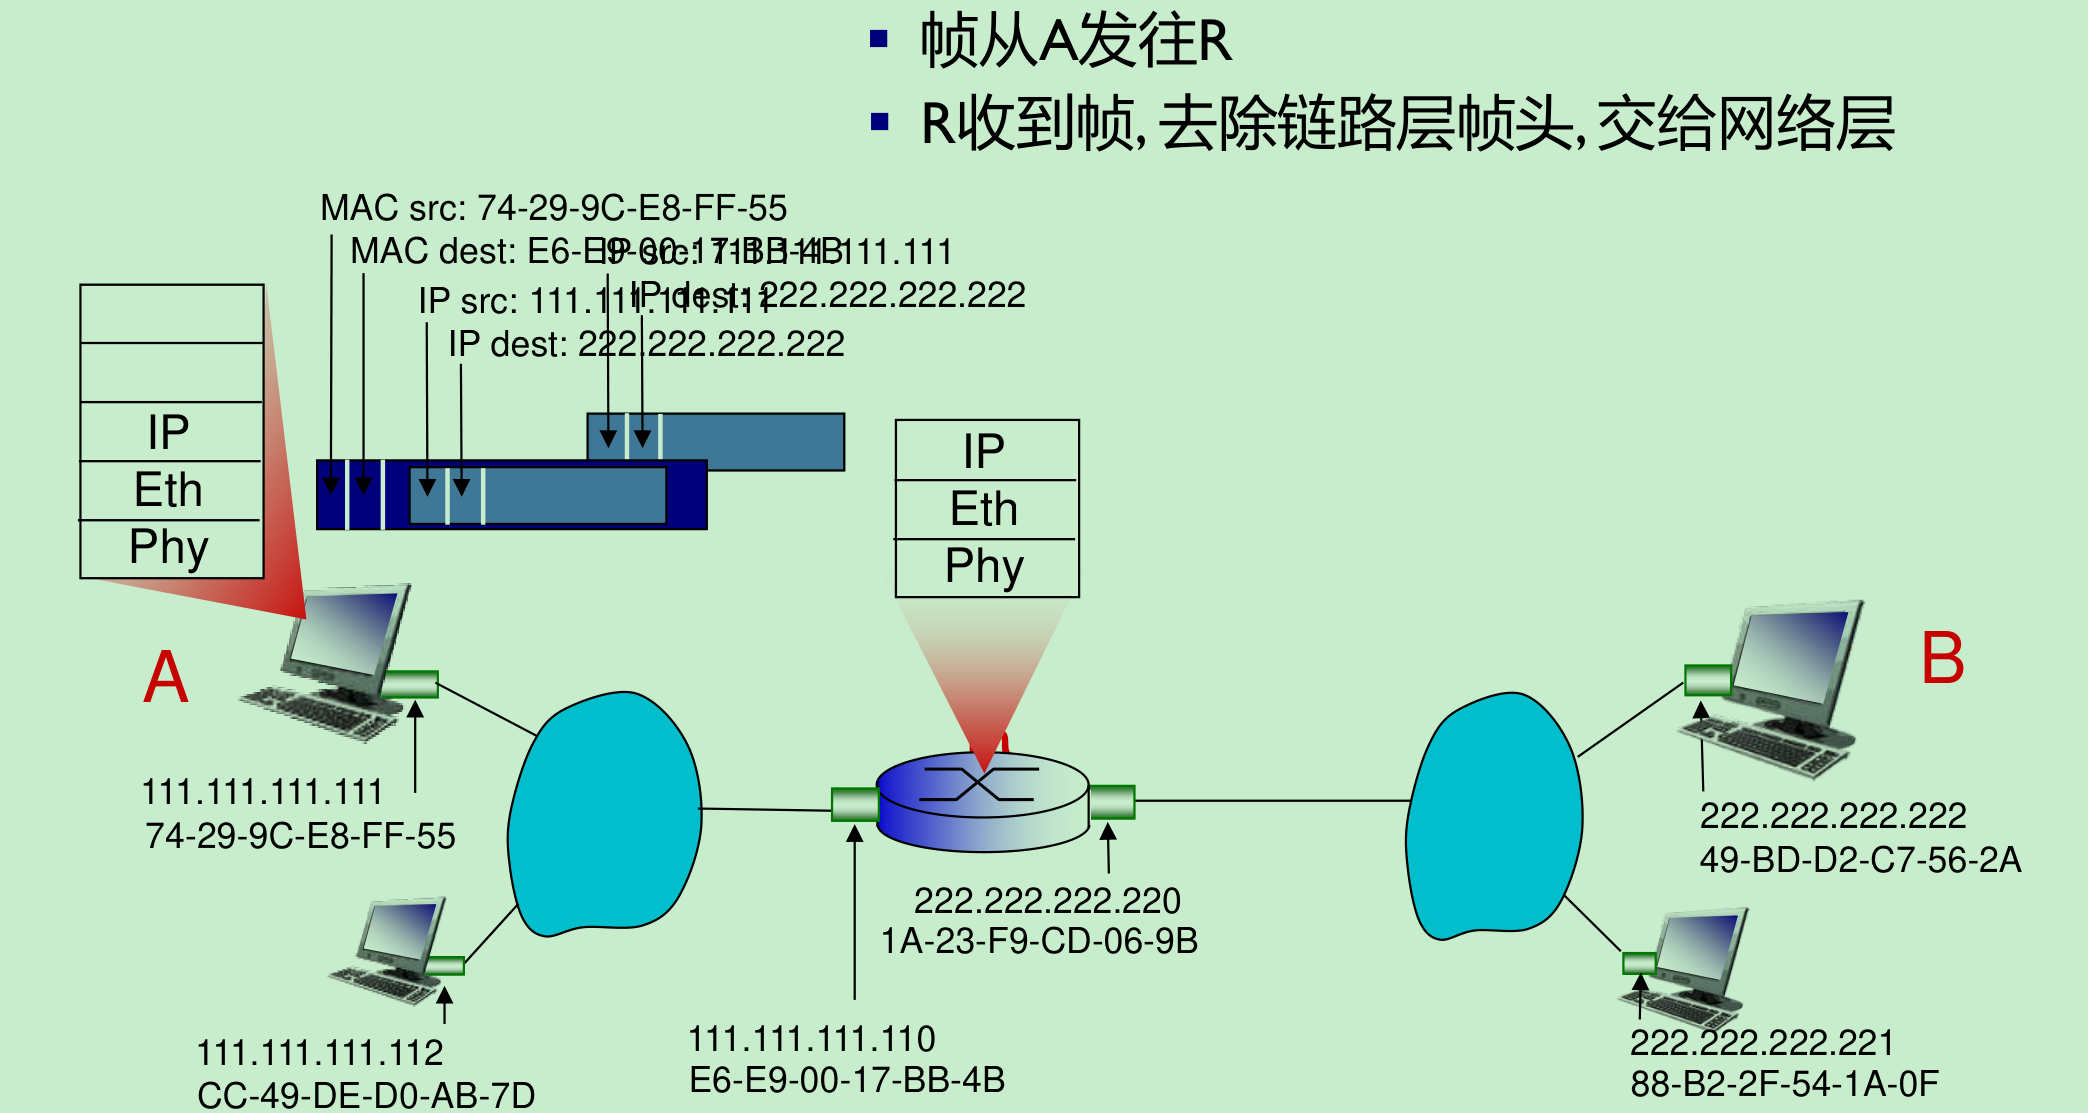 帧从A发往R
R收到帧, 去除链路层帧头, 交给网络层
MAC src: 74-29-9C-E8-FF-55
MAC dest: E6-E9-00-17-BB-4B
IP src: 111.111.111.111
IP dest: 222.222.222.222
IP src: 111.111.111.111
IP dest: 222.222.222.222
IP
Eth
Phy
IP
Eth
Phy
A
B
111.111.111.111
74-29-9C-E8-FF-55
222.222.222.222
49-BD-D2-C7-56-2A
222.222.222.220
1A-23-F9-CD-06-9B
111.111.111.112
CC-49-DE-D0-AB-7D
111.111.111.110
E6-E9-00-17-BB-4B
222.222.222.221
88-B2-2F-54-1A-0F